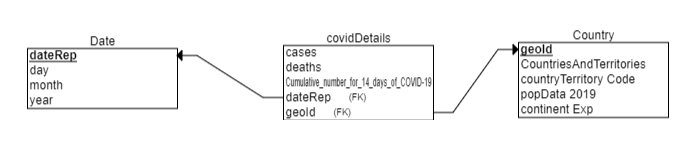 Date
dateRep
day
month
year
covidDetails
cases
deaths
Cumulative_number_for_14_days_of_COVID-19
dateRep (FK)
geoId (FK)
Country
geoId
CountriesAndTerritories
countryTerritory Code
popData 2019
continent Exp